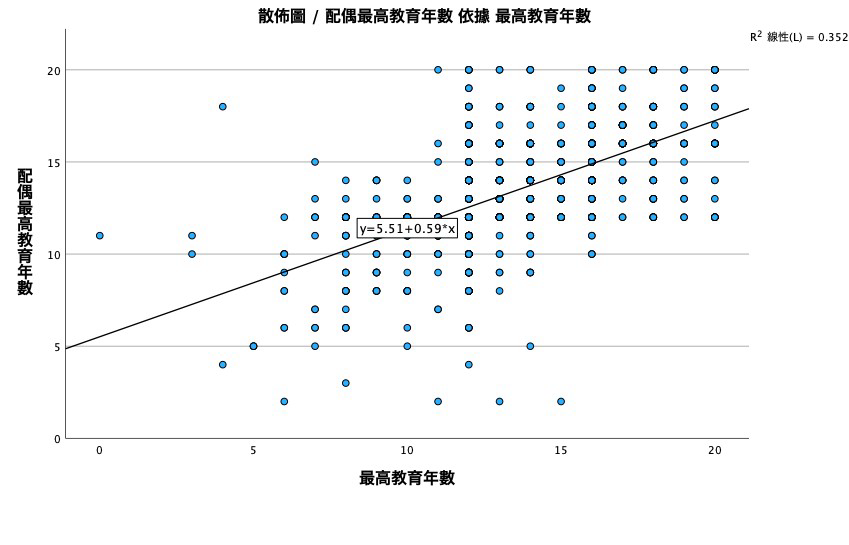 散佈圖 / 配偶最高教育年數 依據 最高教育年數
R² 線性(L) = 0.352
配偶最高教育年數
20
15
10
5
0
y=5.51+0.59*x
0 5 10 15 20
最高教育年數